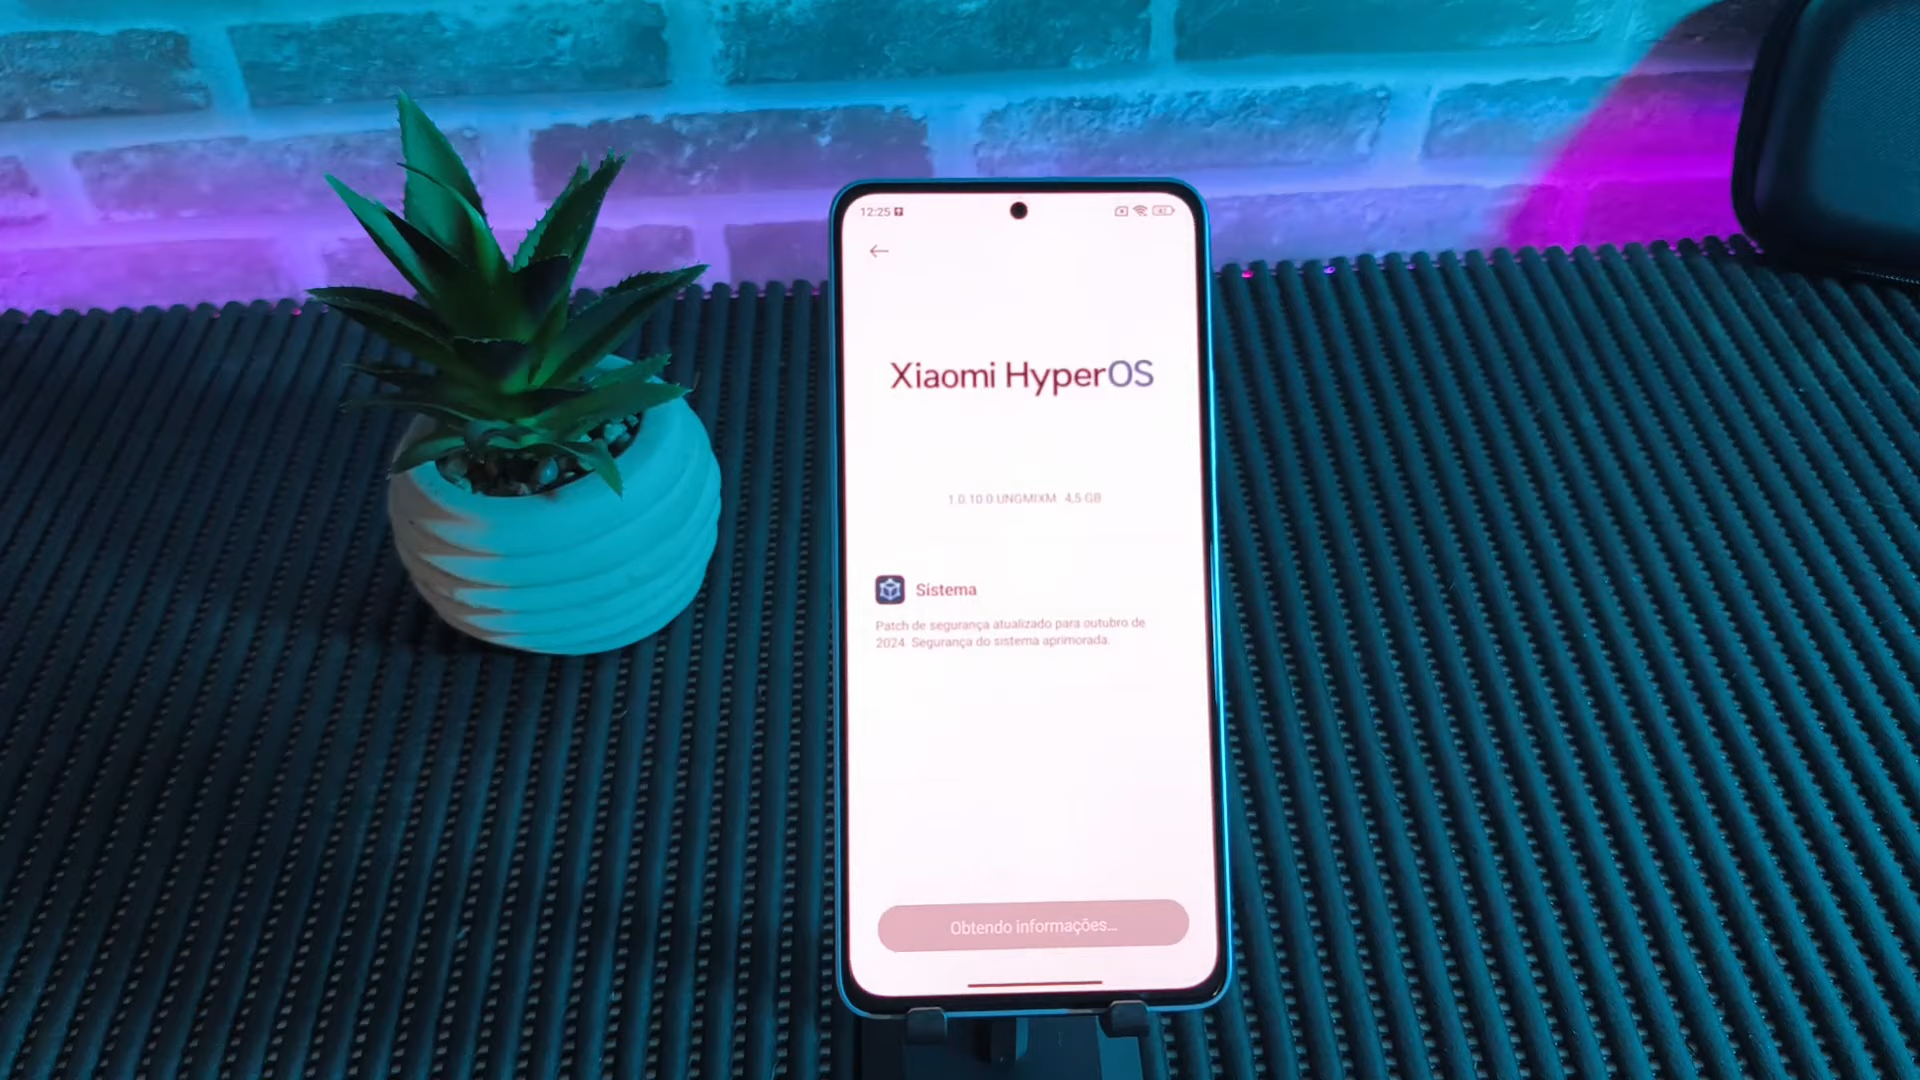 12:25
Xiaomi HyperOS
1.0.10.0.UNGMIXM 4,5 GB
Sistema
Patch de segurança atualizado para outubro de
2024. Segurança do sistema aprimorada.
Obtendo informações...